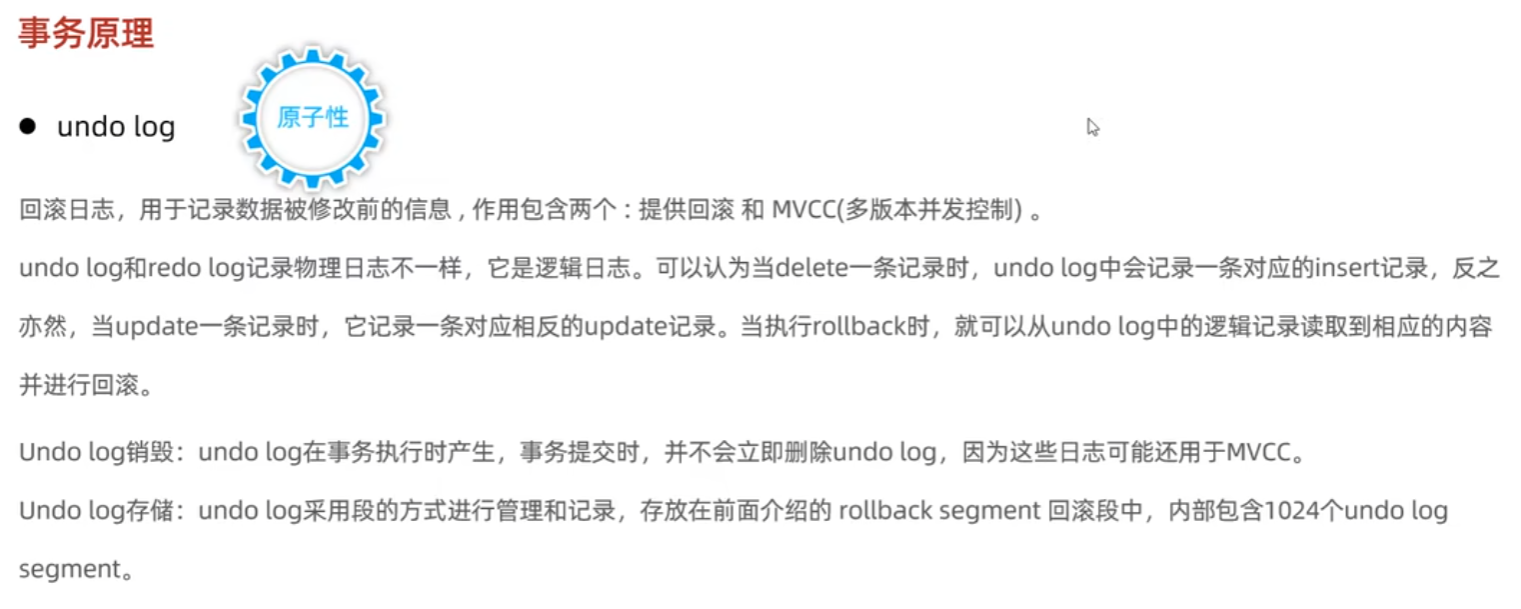 事务原理
原子性
● undo log
回滚日志，用于记录数据被修改前的信息 , 作用包含两个 : 提供回滚 和 MVCC(多版本并发控制) 。
undo log和redo log记录物理日志不一样，它是逻辑日志。可以认为当delete一条记录时，undo log中会记录一条对应的insert记录，反之
亦然，当update一条记录时，它记录一条对应相反的update记录。当执行rollback时，就可以从undo log中的逻辑记录读取到相应的内容
并进行回滚。
Undo log销毁：undo log在事务执行时产生，事务提交时，并不会立即删除undo log，因为这些日志可能还用于MVCC。
Undo log存储：undo log采用段的方式进行管理和记录，存放在前面介绍的 rollback segment 回滚段中，内部包含1024个undo log
segment。